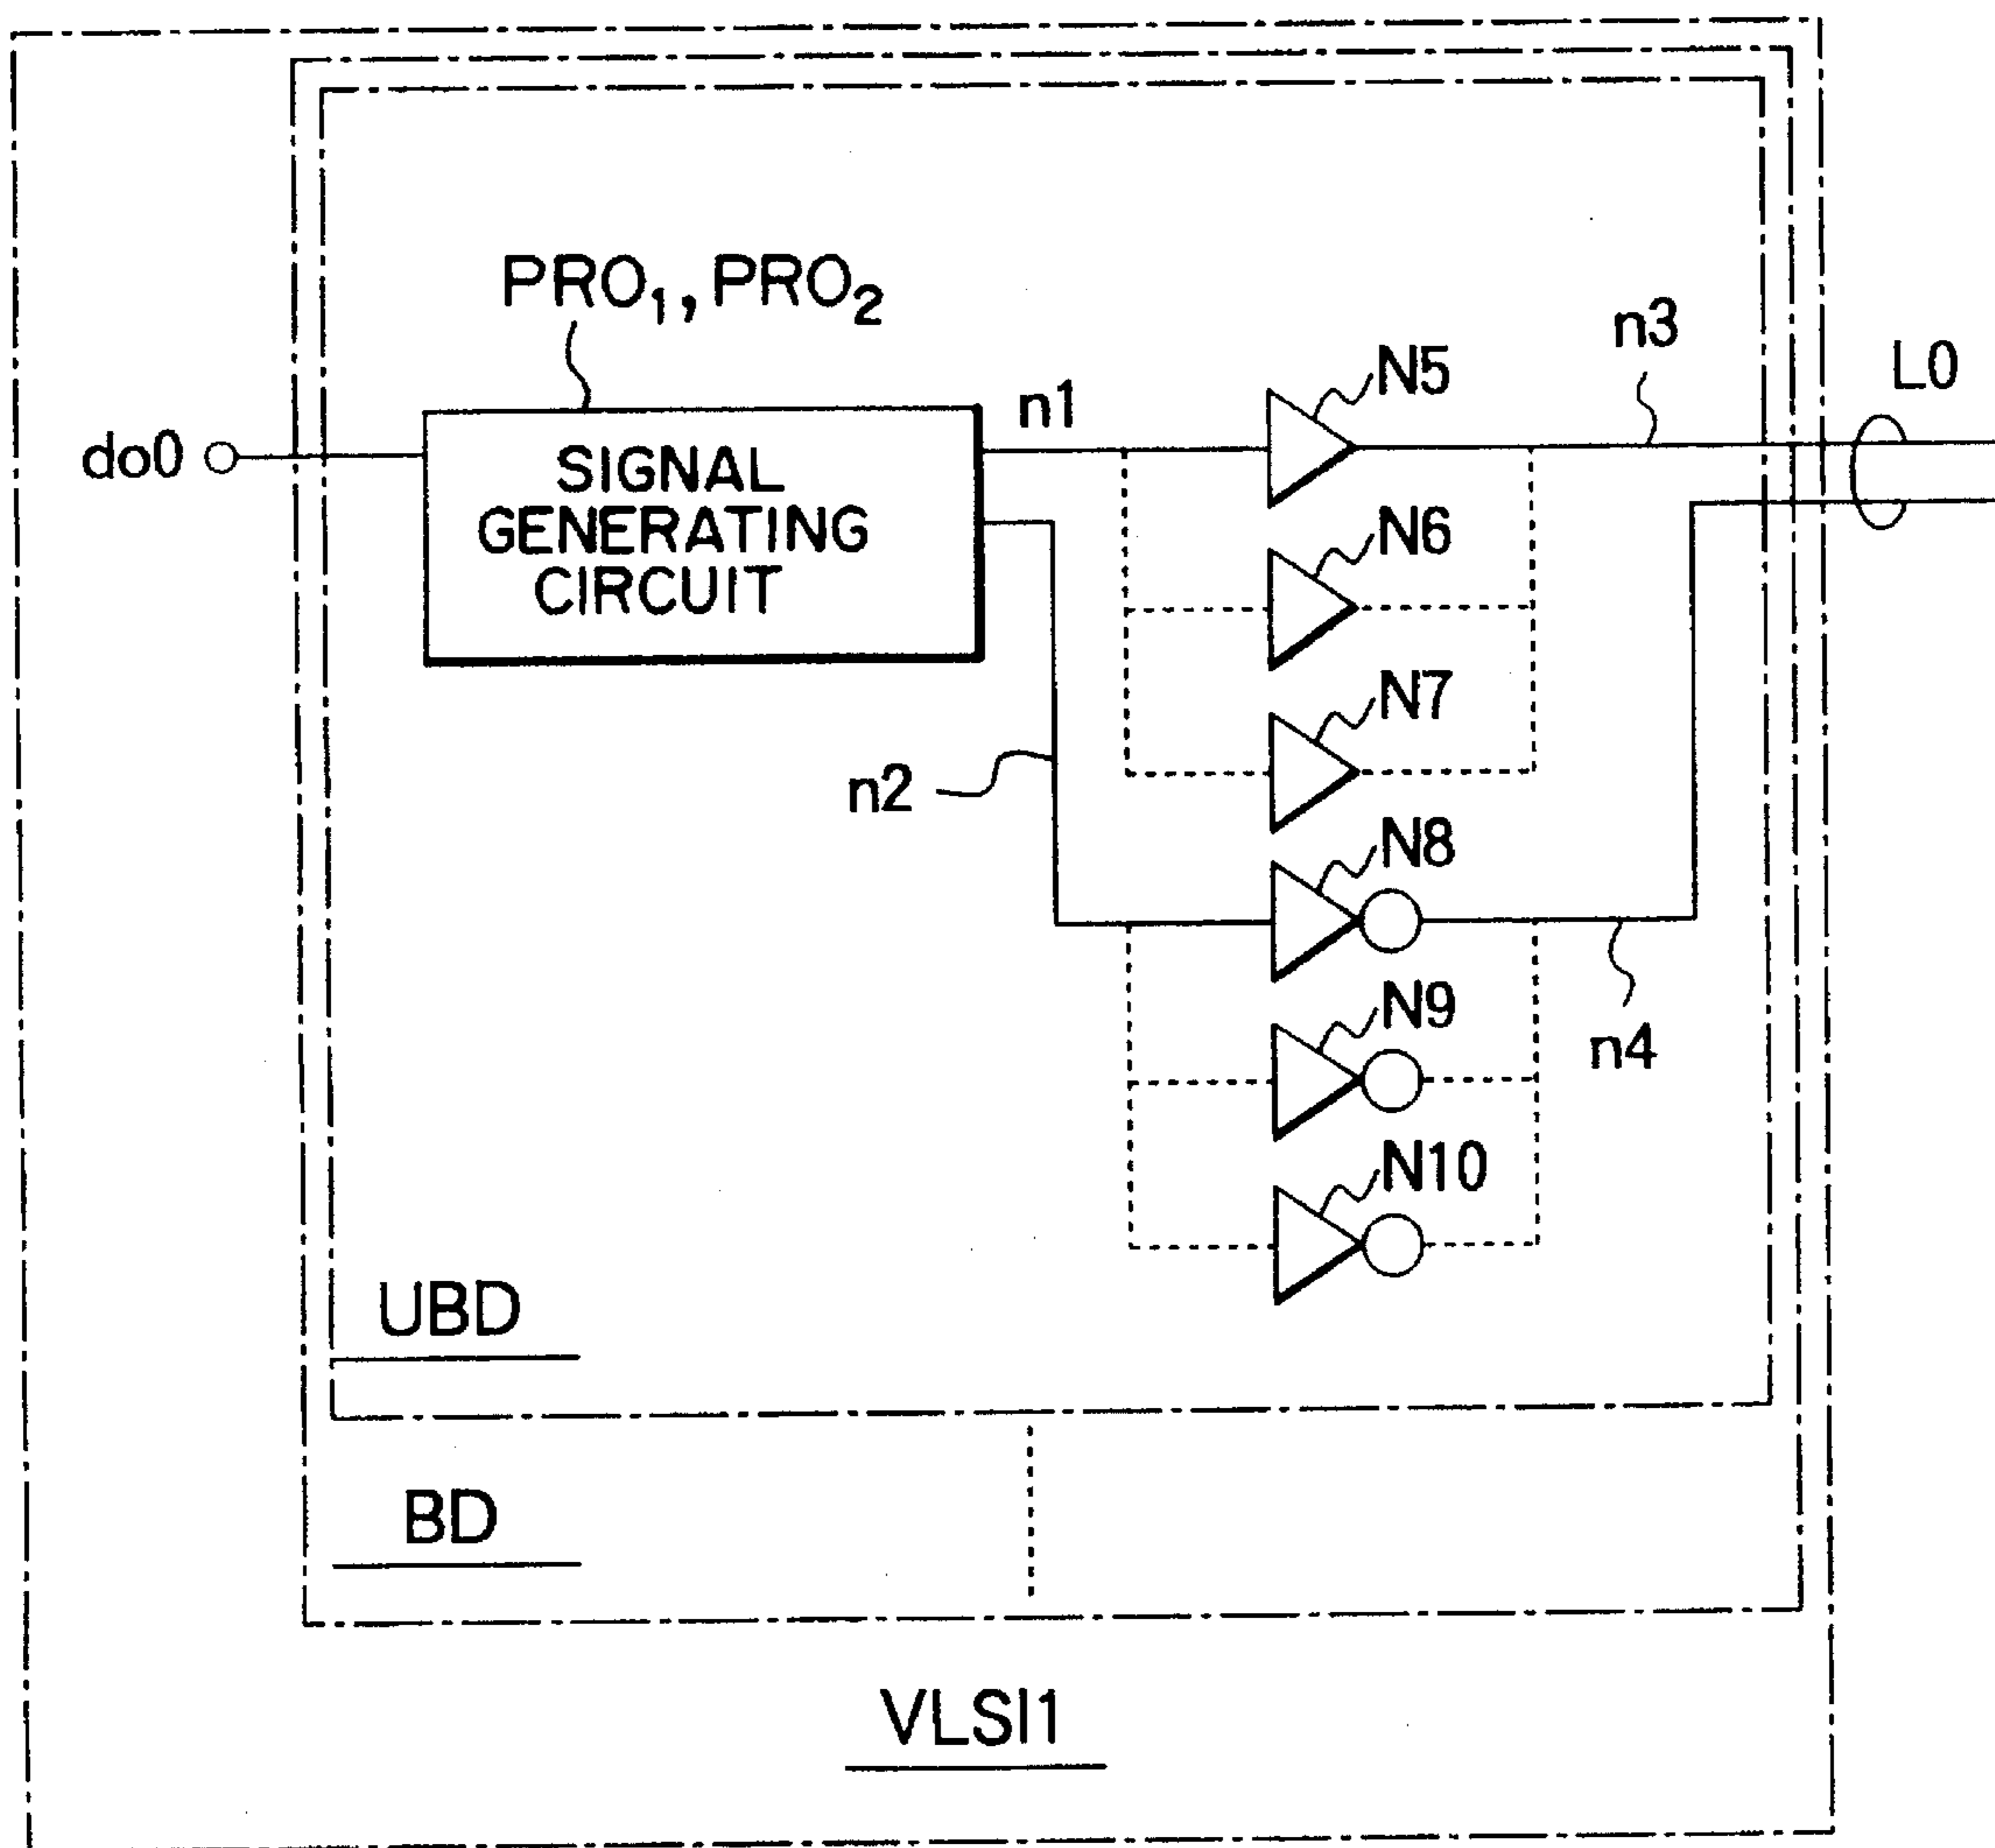 PRO₁, PRO₂
n3
N5
L0
n1
do0
SIGNAL
GENERATING
CIRCUIT
N6
N7
n2
N8
N9
n4
N10
UBD
BD
VLSI1